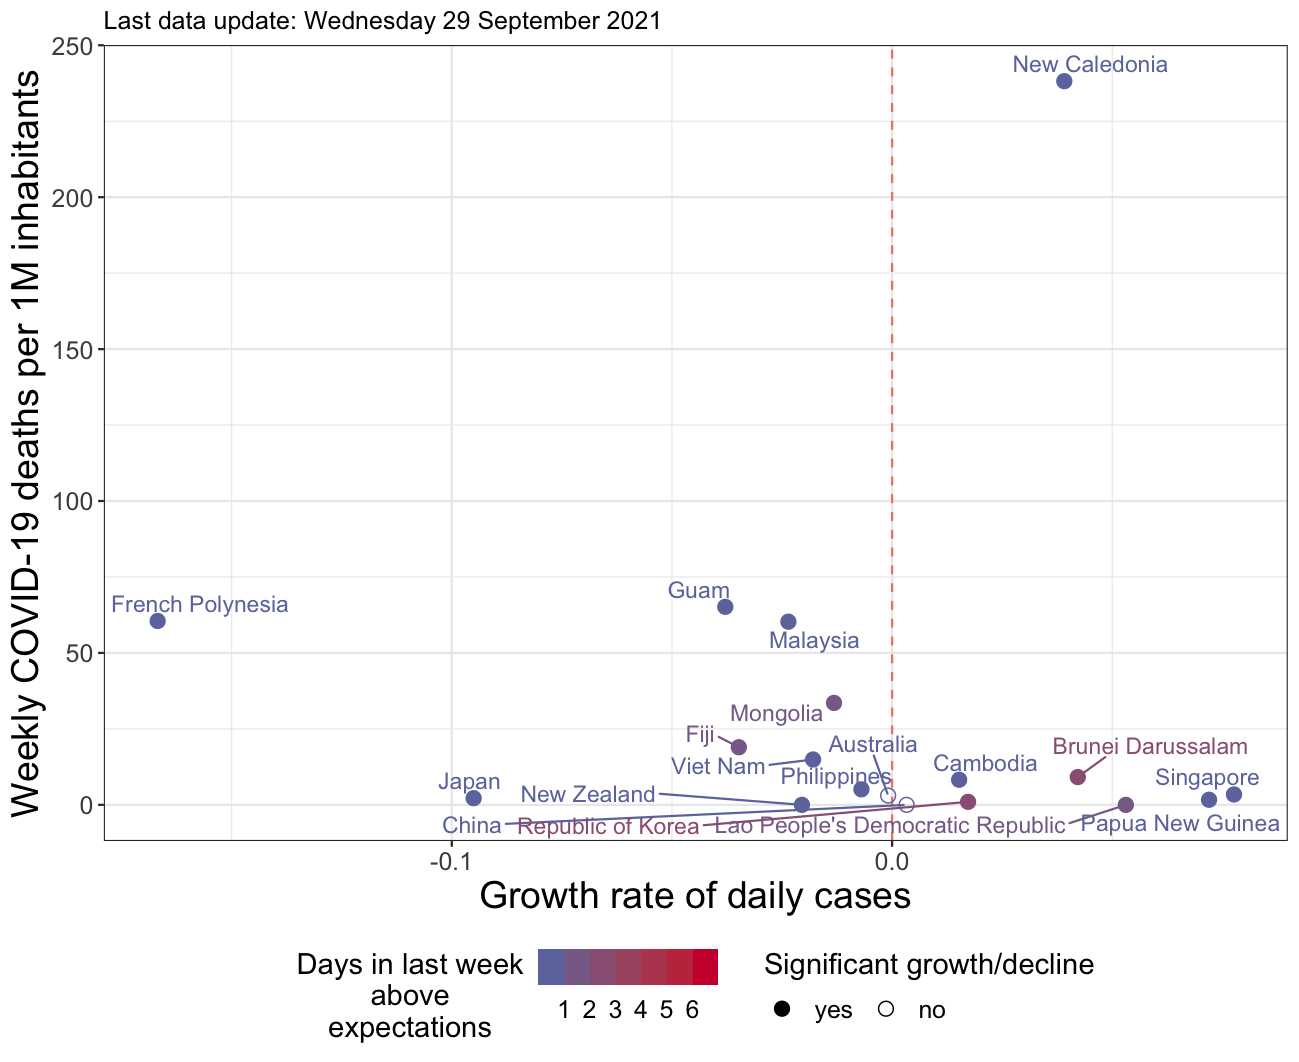 Last data update: Wednesday 29 September 2021
Weekly COVID-19 deaths per 1M inhabitants
250
200
150
100
50
0
New Caledonia
French Polynesia
Guam
Malaysia
Mongolia
Fiji
Australia
Brunei Darussalam
Viet Nam
Cambodia
Philippines
Singapore
Japan
New Zealand
China
Republic of Korea
Lao People's Democratic Republic
Papua New Guinea
-0.1
0.0
Growth rate of daily cases
Days in last week
above
expectations
1 2 3 4 5 6
Significant growth/decline
yes
no